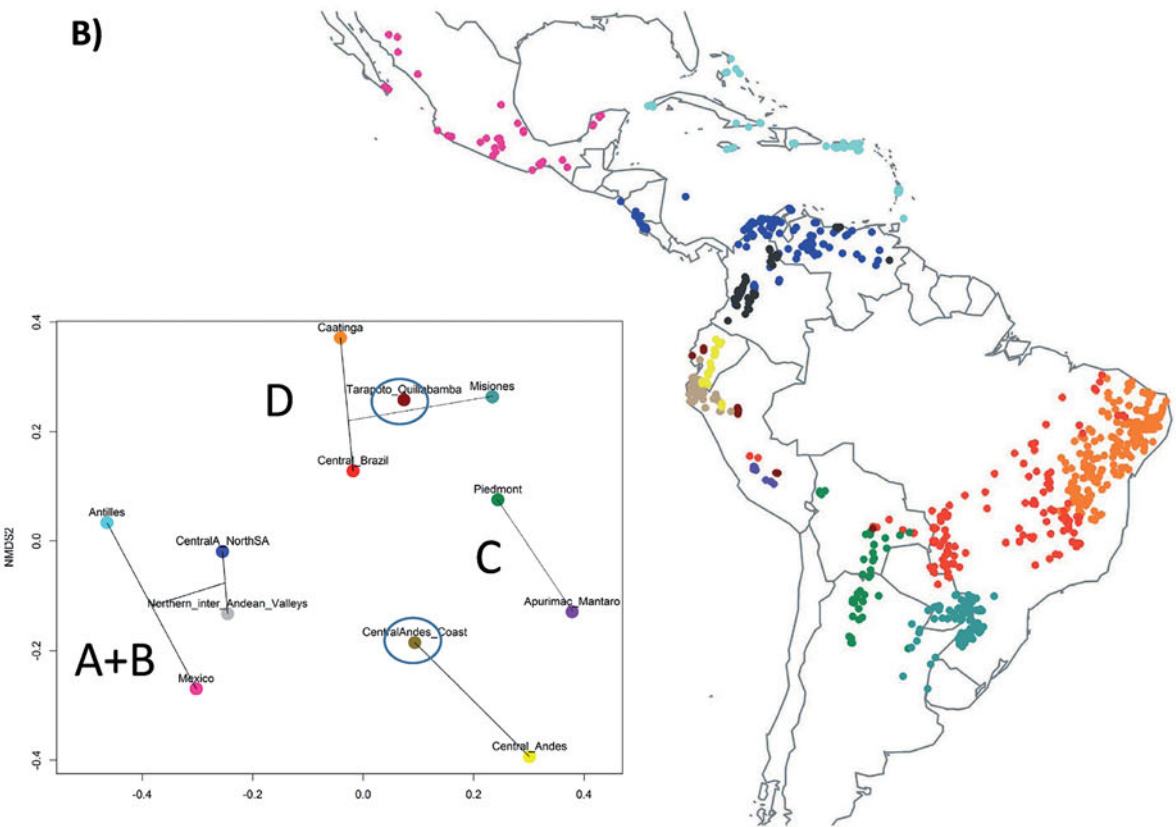 B)
0.4
0.2
0.0
-0.2
-0.4
NMDS2
Caatinga
Tarapoto_Quillabamba
Misiones
D
Central_Brazil
Piedmont
Antilles
CentralA_NorthSA
C
Northern_inter_Andean_Valleys
Apurimac_Mantaro
CentralAndes_Coast
A+B
Mexico
Central_Andes
-0.4
-0.2
0.0
0.2
0.4